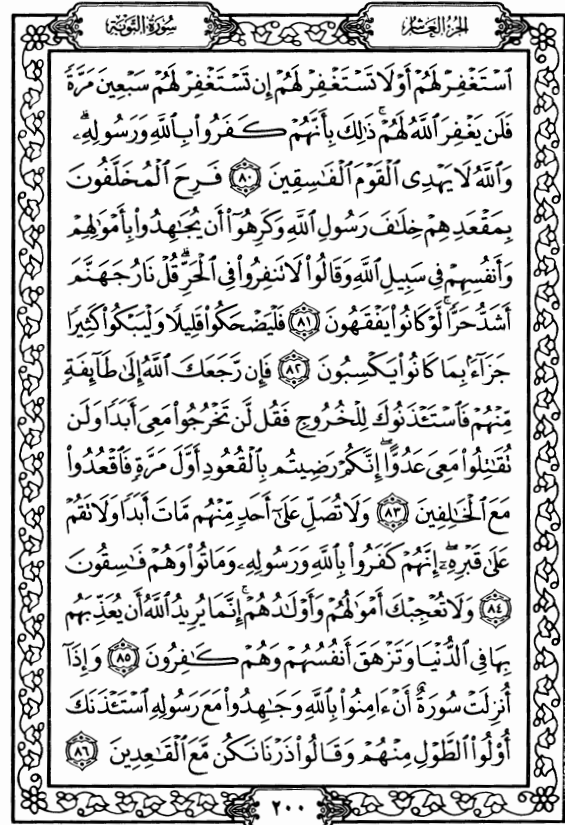 الجزء العاشر
سورة التوبة
ٱسْتَغْفِرْ لَهُمْ أَوْ لَا تَسْتَغْفِرْ لَهُمْ إِن تَسْتَغْفِرْ لَهُمْ سَبْعِينَ مَرَّةً
فَلَن يَغْفِرَ ٱللَّهُ لَهُمْ ۚ ذَٰلِكَ بِأَنَّهُمْ كَفَرُوا۟ بِٱللَّهِ وَرَسُولِهِۦ ۗ
وَٱللَّهُ لَا يَهْدِى ٱلْقَوْمَ ٱلْفَـٰسِقِينَ ٨٠ فَرِحَ ٱلْمُخَلَّفُونَ
بِمَقْعَدِهِمْ خِلَـٰفَ رَسُولِ ٱللَّهِ وَكَرِهُوٓا۟ أَن يُجَـٰهِدُوا۟ بِأَمْوَٰلِهِمْ
وَأَنفُسِهِمْ فِى سَبِيلِ ٱللَّهِ وَقَالُوا۟ لَا تَنفِرُوا۟ فِى ٱلْحَرِّ ۗ قُلْ نَارُ جَهَنَّمَ
أَشَدُّ حَرًّا ۚ لَّوْ كَانُوا۟ يَفْقَهُونَ ٨١ فَلْيَضْحَكُوا۟ قَلِيلًا وَلْيَبْكُوا۟ كَثِيرًا
جَزَآءًۢ بِمَا كَانُوا۟ يَكْسِبُونَ ٨٢ فَإِن رَّجَعَكَ ٱللَّهُ إِلَىٰ طَآئِفَةٍ
مِّنْهُمْ فَٱسْتَـْٔذَنُوكَ لِلْخُرُوجِ فَقُل لَّن تَخْرُجُوا۟ مَعِىَ أَبَدًا وَلَن
تُقَـٰتِلُوا۟ مَعِىَ عَدُوًّا ۖ إِنَّكُمْ رَضِيتُم بِٱلْقُعُودِ أَوَّلَ مَرَّةٍ فَٱقْعُدُوا۟
مَعَ ٱلْخَـٰلِفِينَ ٨٣ وَلَا تُصَلِّ عَلَىٰٓ أَحَدٍ مِّنْهُم مَّاتَ أَبَدًا وَلَا تَقُمْ
عَلَىٰ قَبْرِهِۦٓ ۖ إِنَّهُمْ كَفَرُوا۟ بِٱللَّهِ وَرَسُولِهِۦ وَمَاتُوا۟ وَهُمْ فَـٰسِقُونَ
٨٤ وَلَا تُعْجِبْكَ أَمْوَٰلُهُمْ وَأَوْلَـٰدُهُمْ ۚ إِنَّمَا يُرِيدُ ٱللَّهُ أَن يُعَذِّبَهُم
بِهَا فِى ٱلدُّنْيَا وَتَزْهَقَ أَنفُسُهُمْ وَهُمْ كَـٰفِرُونَ ٨٥ وَإِذَآ
أُنزِلَتْ سُورَةٌ أَنْ ءَامِنُوا۟ بِٱللَّهِ وَجَـٰهِدُوا۟ مَعَ رَسُولِهِ ٱسْتَـْٔذَنَكَ
أُو۟لُوا۟ ٱلطَّوْلِ مِنْهُمْ وَقَالُوا۟ ذَرْنَا نَكُن مَّعَ ٱلْقَـٰعِدِينَ ٨٦
٢٠٠